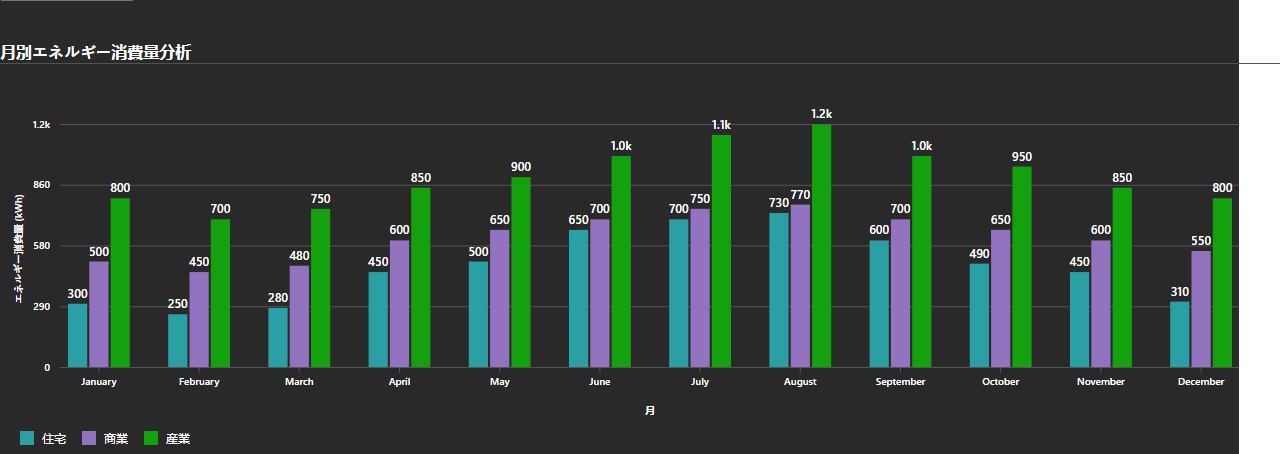 月別エネルギー消費量分析
1.2k
860
580
290
0
エネルギー消費量 (kWh)
300 500 800
250 450 700
280 480 750
450 600 850
500 650 900
650 700 1.0k
700 750 1.1k
730 770 1.2k
600 700 1.0k
490 650 950
450 600 850
310 550 800
January February March April May June July August September October November December
月
住宅 商業 産業